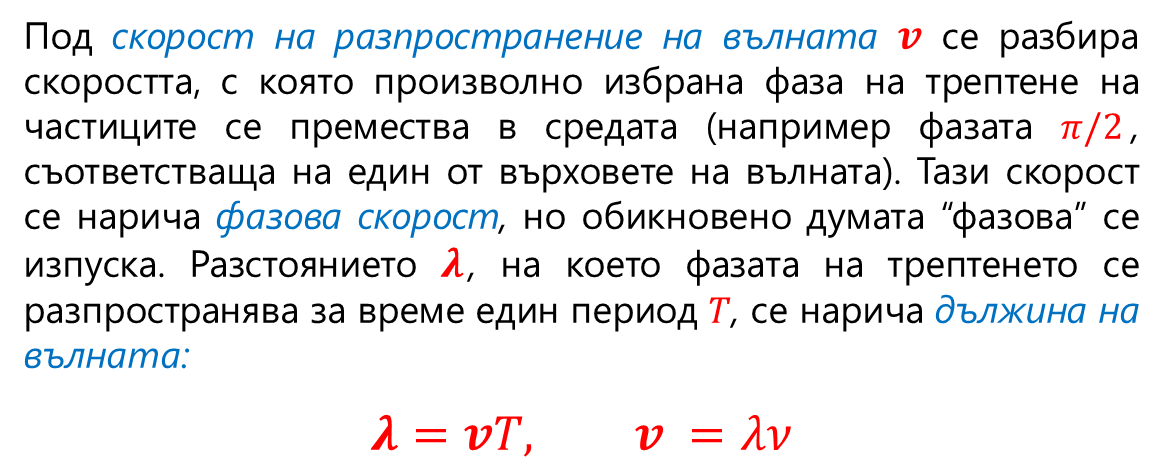 Под скорост на разпространение на вълната 𝒗 се разбира
скоростта, с която произволно избрана фаза на трептене на
частиците се премества в средата (например фазата 𝜋/2,
съответстваща на един от върховете на вълната). Тази скорост
се нарича фазова скорост, но обикновено думата “фазова” се
изпуска. Разстоянието 𝝀, на което фазата на трептенето се
разпространява за време един период 𝑇, се нарича дължина на
вълната:
𝝀 = 𝒗𝑇, 𝒗 = 𝜆𝜈